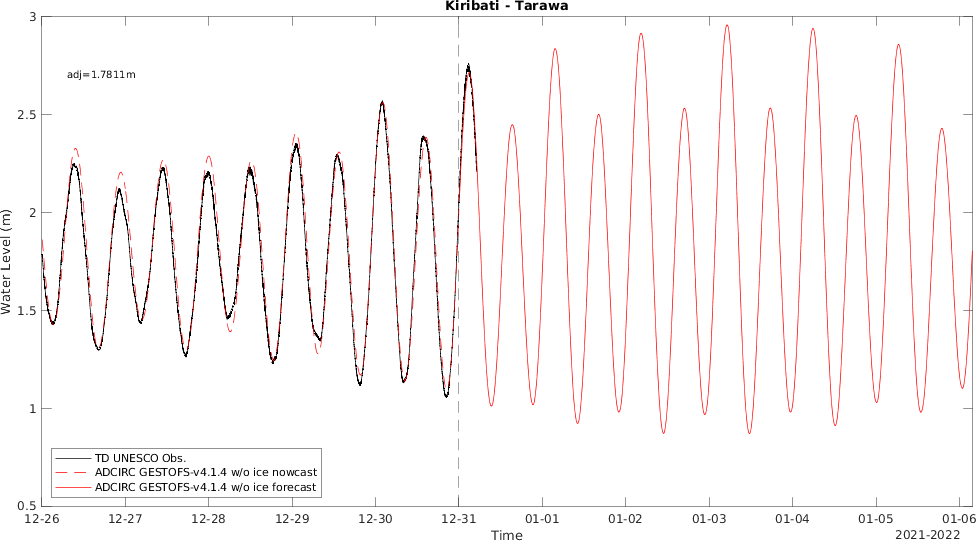 Kiribati - Tarawa
3
adj=1.7811m
2.5
2
Water Level (m)
1.5
1
TD UNESCO Obs.
ADCIRC GESTOFS-v4.1.4 w/o ice nowcast
ADCIRC GESTOFS-v4.1.4 w/o ice forecast
0.5
12-26 12-27 12-28 12-29 12-30 12-31 01-01 01-02 01-03 01-04 01-05 01-06
Time
2021-2022